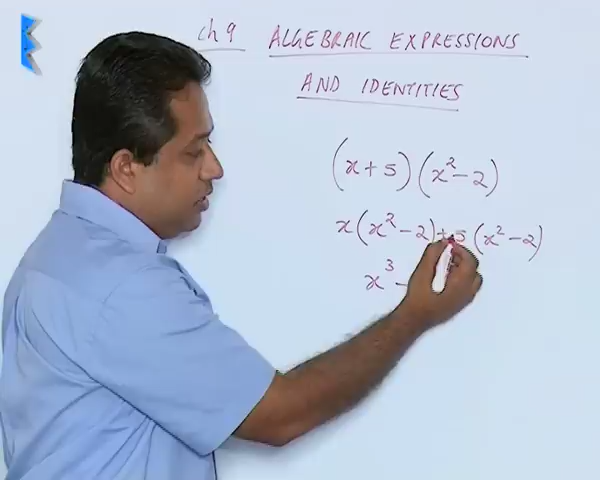 Ch 9 ALGEBRAIC EXPRESSIONS
AND IDENTITIES
(x+5)(x²-2)
x(x²-2)+5(x²-2)
x³-